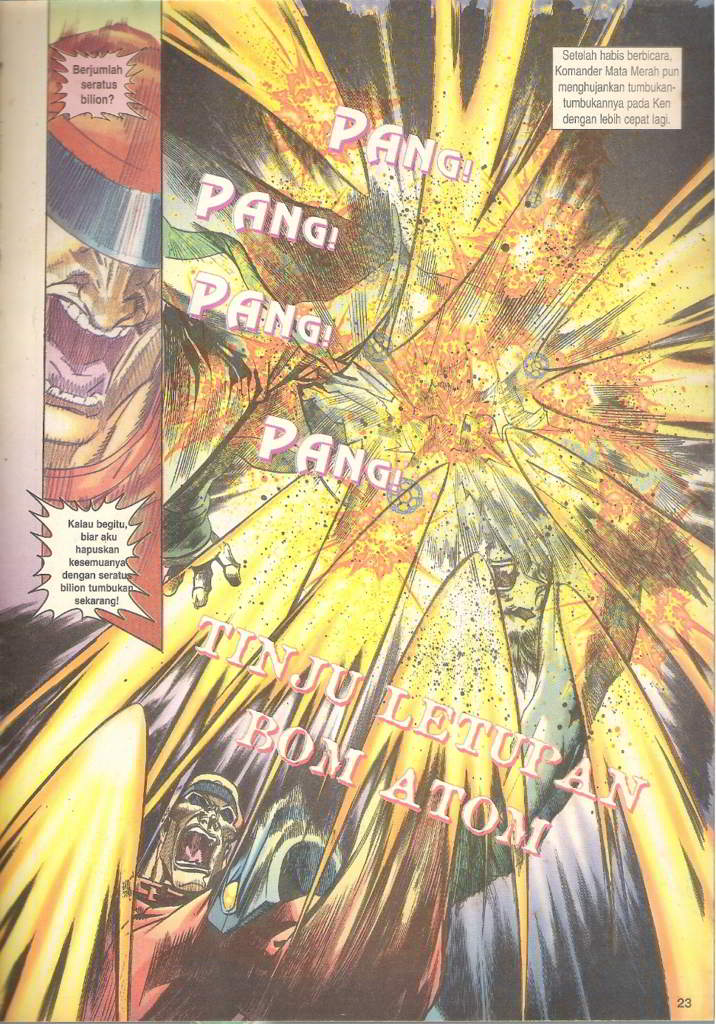 Berjumlah
seratus
bilion?
Setelah habis berbicara,
Komander Mata Merah pun
menghujankan tumbukan-
tumbukannya pada Ken
dengan lebih cepat lagi.
PANG!
PANG!
PANG!
PANG!
Kalau begitu,
biar aku
hapuskan
kesemuanya
dengan seratus
bilion tumbukan
sekarang!
TINJU LETUPAN
BOM ATOM
23